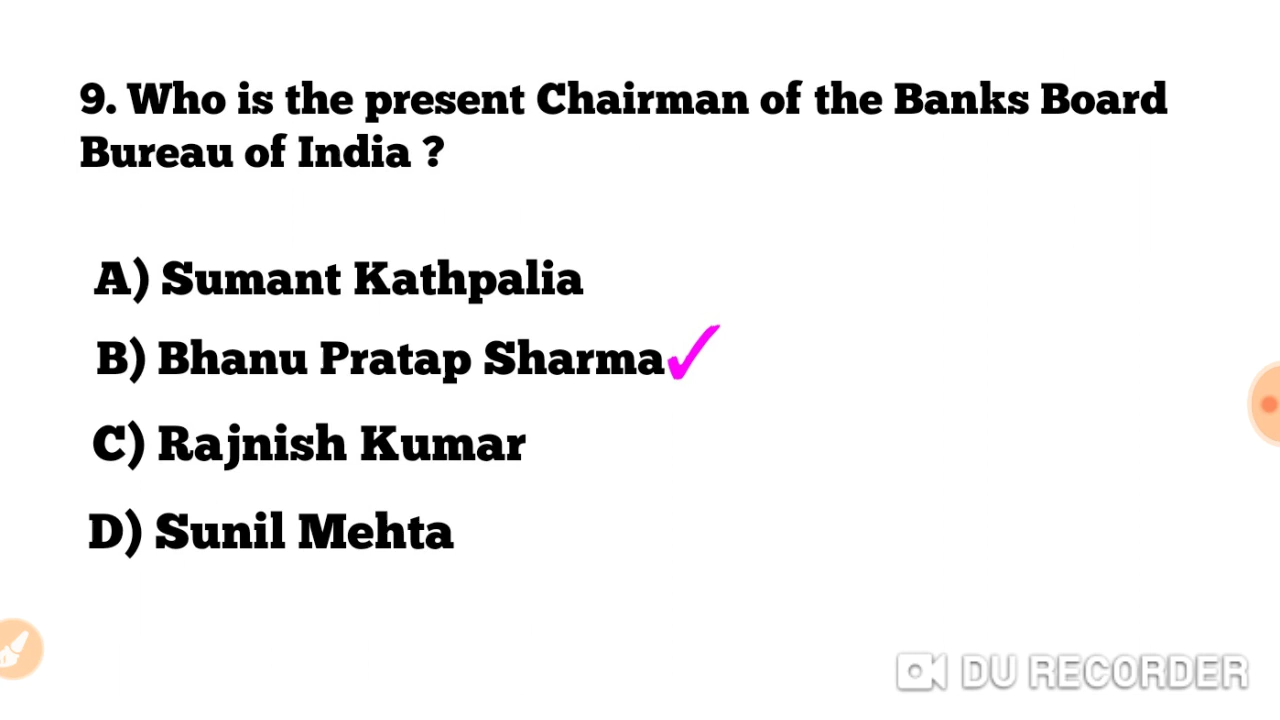 9. Who is the present Chairman of the Banks Board
Bureau of India ?
A) Sumant Kathpalia
B) Bhanu Pratap Sharma
C) Rajnish Kumar
D) Sunil Mehta
DU RECORDER